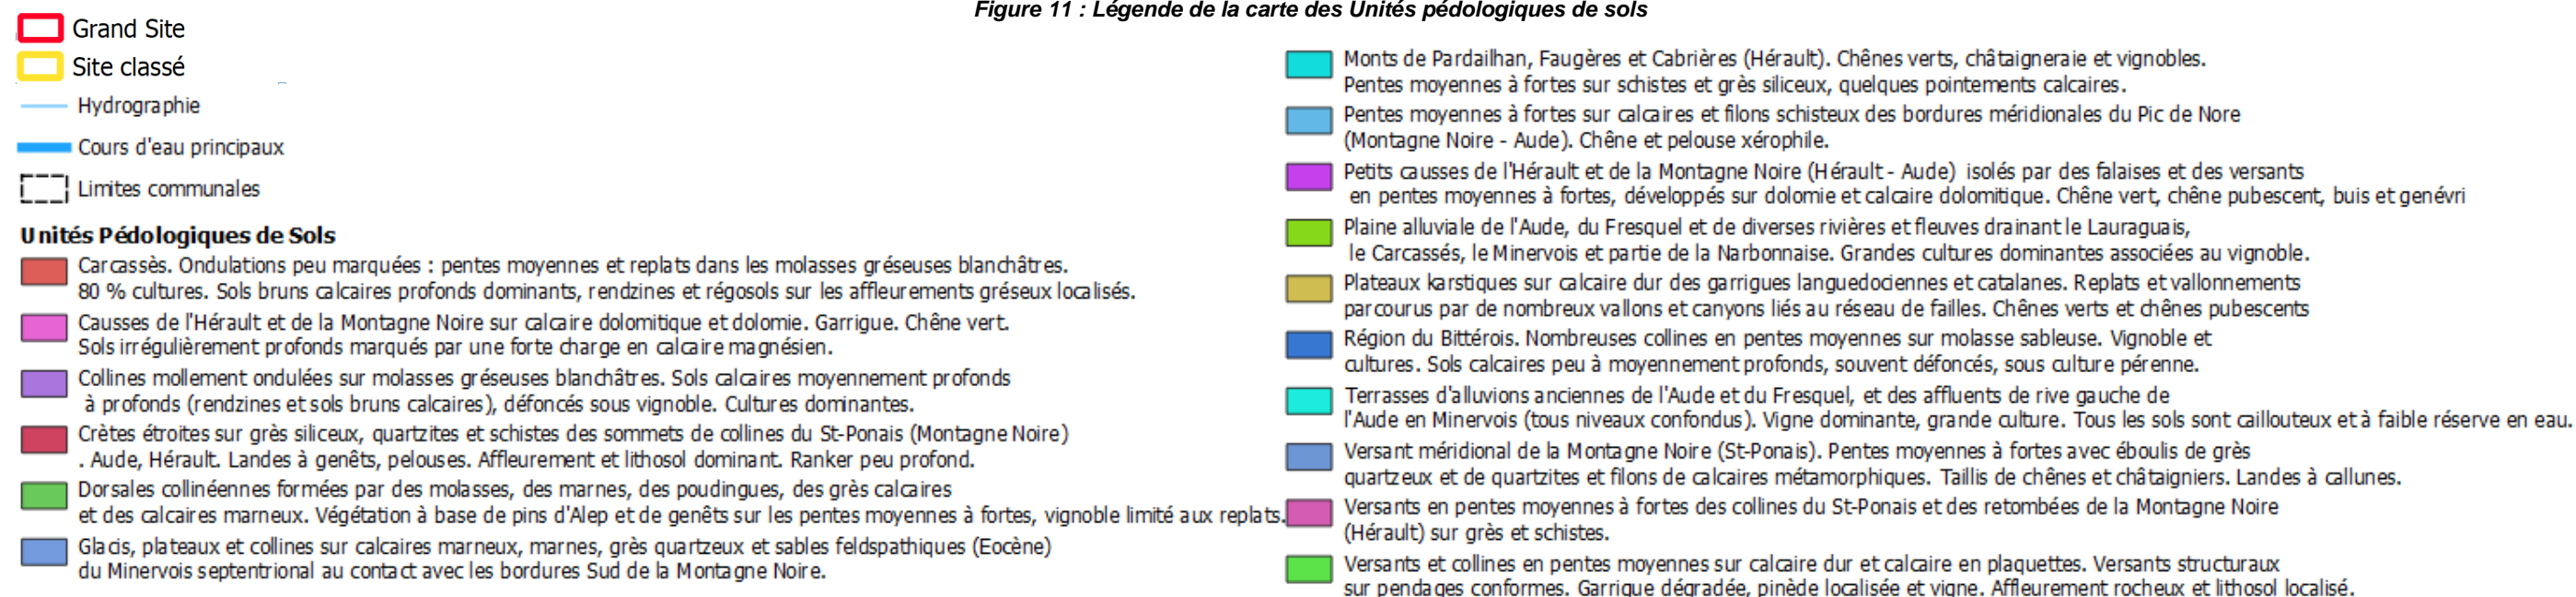 Figure 11 : Légende de la carte des Unités pédologiques de sols
Grand Site
Site classé
Hydrographie
Cours d'eau principaux
Limites communales
Unités Pédologiques de Sols
Carcassès. Ondulations peu marquées : pentes moyennes et replats dans les molasses gréseuses blanchâtres.
80 % cultures. Sols bruns calcaires profonds dominants, rendzines et régosols sur les affleurements gréseux localisés.
Causses de l'Hérault et de la Montagne Noire sur calcaire dolomitique et dolomie. Garrigue. Chêne vert.
Sols irrégulièrement profonds marqués par une forte charge en calcaire magnésien.
Collines mollement ondulées sur molasses gréseuses blanchâtres. Sols calcaires moyennement profonds
à profonds (rendzines et sols bruns calcaires), défoncés sous vignoble. Cultures dominantes.
Crètes étroites sur grès siliceux, quartzites et schistes des sommets de collines du St-Ponais (Montagne Noire)
. Aude, Hérault. Landes à genêts, pelouses. Affleurement et lithosol dominant. Ranker peu profond.
Dorsales collinéennes formées par des molasses, des marnes, des poudingues, des grès calcaires
et des calcaires marneux. Végétation à base de pins d'Alep et de genêts sur les pentes moyennes à fortes, vignoble limité aux replats.
Glacis, plateaux et collines sur calcaires marneux, marnes, grès quartzeux et sables feldspathiques (Eocène)
du Minervois septentrional au contact avec les bordures Sud de la Montagne Noire.
Monts de Pardailhan, Faugères et Cabrières (Hérault). Chênes verts, châtaigneraie et vignobles.
Pentes moyennes à fortes sur schistes et grès siliceux, quelques pointements calcaires.
Pentes moyennes à fortes sur calcaires et filons schisteux des bordures méridionales du Pic de Nore
(Montagne Noire - Aude). Chêne et pelouse xérophile.
Petits causses de l'Hérault et de la Montagne Noire (Hérault - Aude) isolés par des falaises et des versants
en pentes moyennes à fortes, développés sur dolomie et calcaire dolomitique. Chêne vert, chêne pubescent, buis et genévri
Plaine alluviale de l'Aude, du Fresquel et de diverses rivières et fleuves drainant le Lauraguais,
le Carcassés, le Minervois et partie de la Narbonnaise. Grandes cultures dominantes associées au vignoble.
Plateaux karstiques sur calcaire dur des garrigues languedociennes et catalanes. Replats et vallonnements
parcourus par de nombreux vallons et canyons liés au réseau de failles. Chênes verts et chênes pubescents
Région du Bittérois. Nombreuses collines en pentes moyennes sur molasse sableuse. Vignoble et
cultures. Sols calcaires peu à moyennement profonds, souvent défoncés, sous culture pérenne.
Terrasses d'alluvions anciennes de l'Aude et du Fresquel, et des affluents de rive gauche de
l'Aude en Minervois (tous niveaux confondus). Vigne dominante, grande culture. Tous les sols sont caillouteux et à faible réserve en eau.
Versant méridional de la Montagne Noire (St-Ponais). Pentes moyennes à fortes avec éboulis de grès
quartzeux et de quartzites et filons de calcaires métamorphiques. Taillis de chênes et châtaigniers. Landes à callunes.
Versants en pentes moyennes à fortes des collines du St-Ponais et des retombées de la Montagne Noire
(Hérault) sur grès et schistes.
Versants et collines en pentes moyennes sur calcaire dur et calcaire en plaquettes. Versants structuraux
sur pendages conformes. Garrigue dégradée, pinède localisée et vigne. Affleurement rocheux et lithosol localisé.